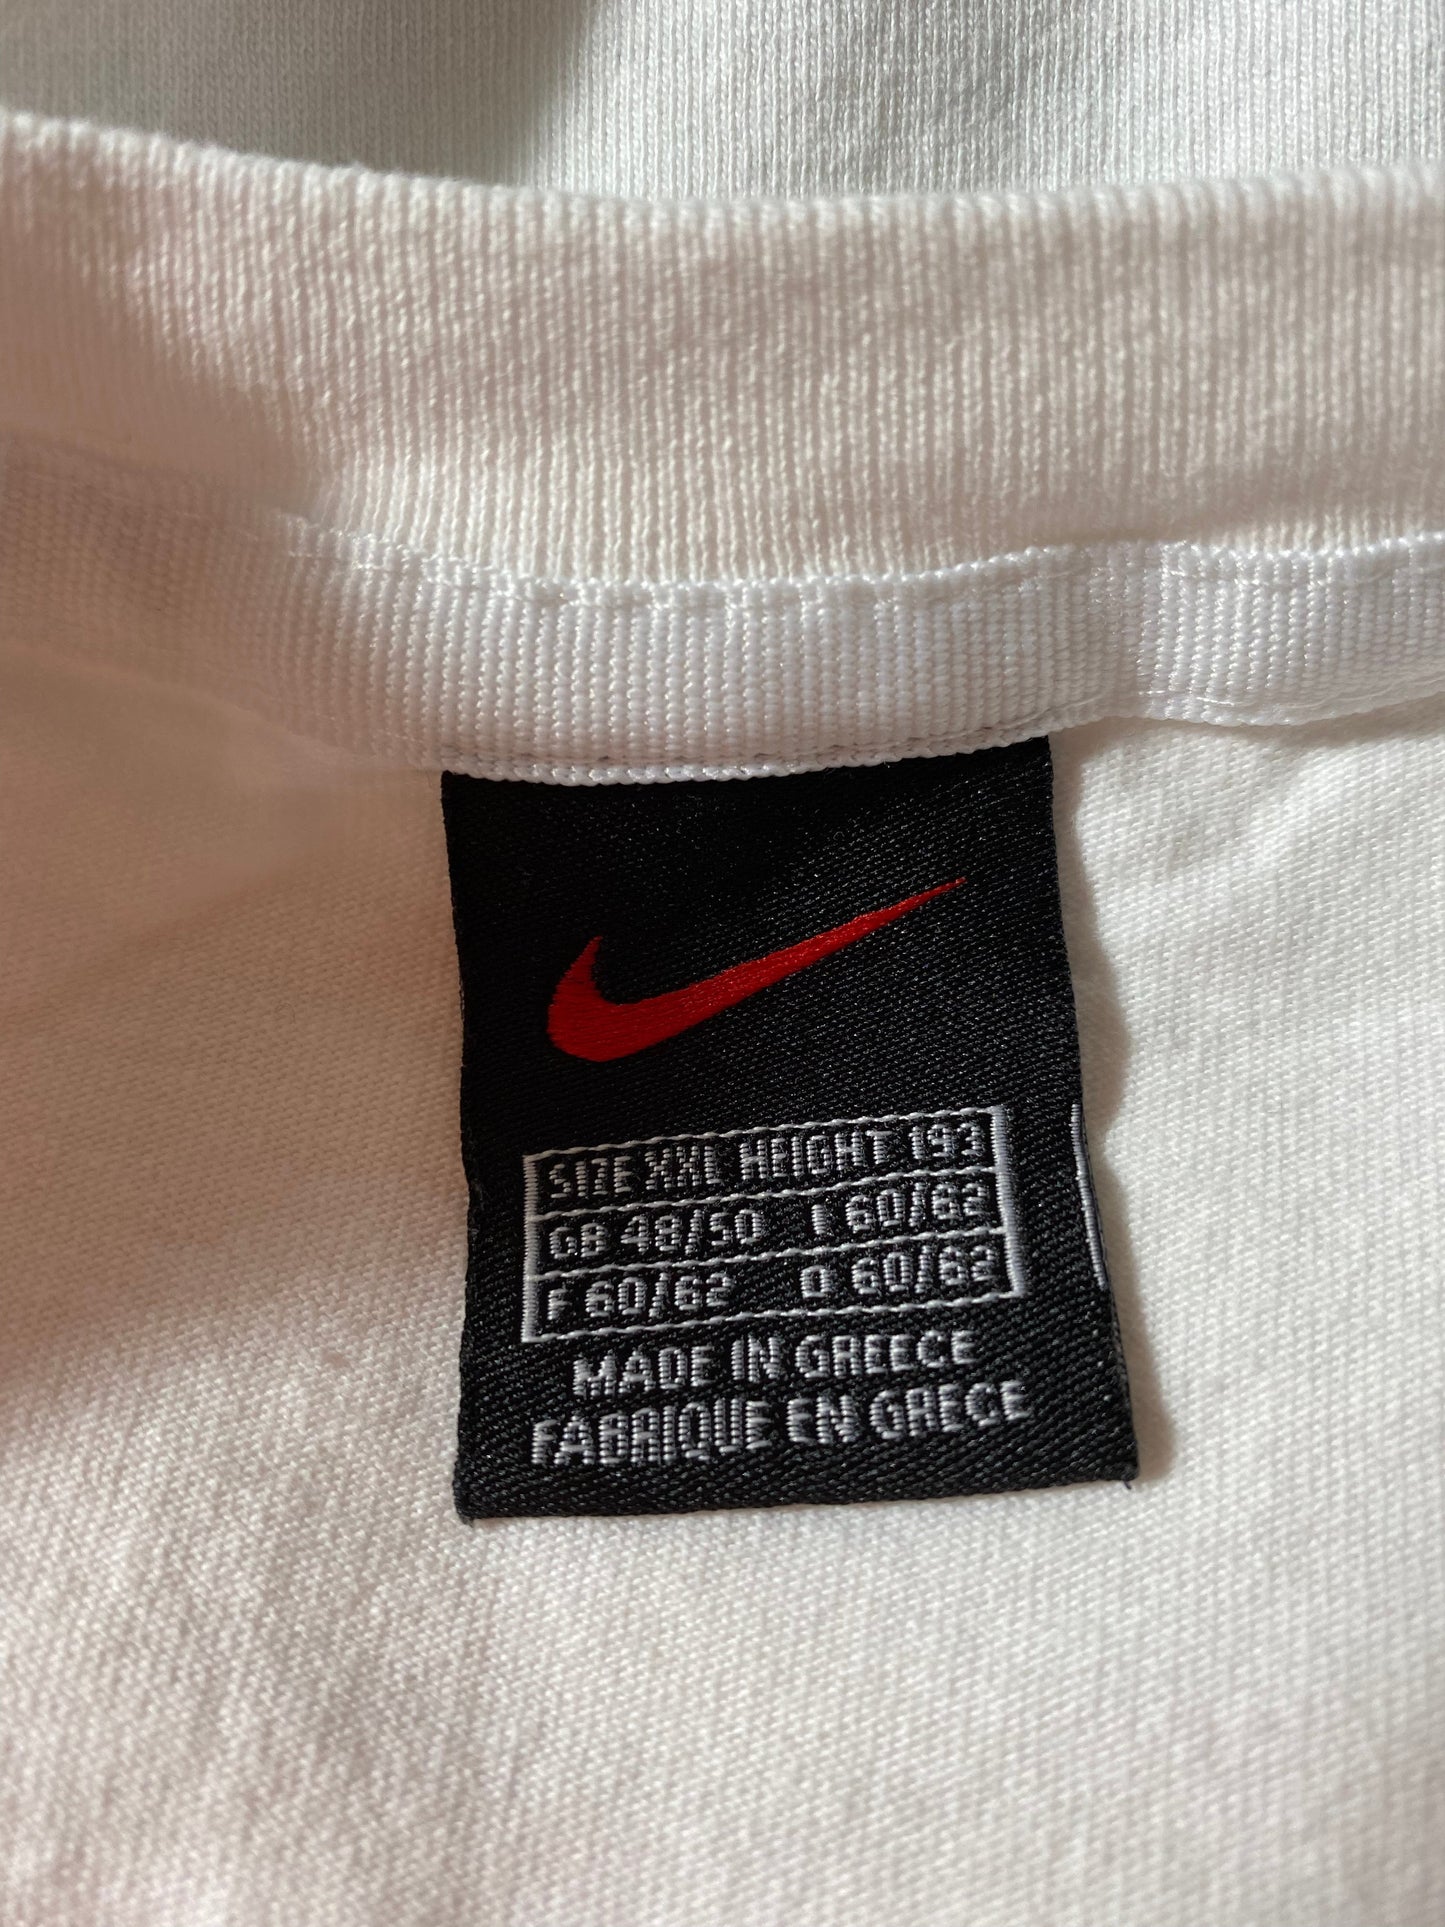 SIZE XXL HEIGHT 193
GB 48/50 I 60/62
F 60/62 D 60/62
MADE IN GREECE
FABRIQUE EN GRECE